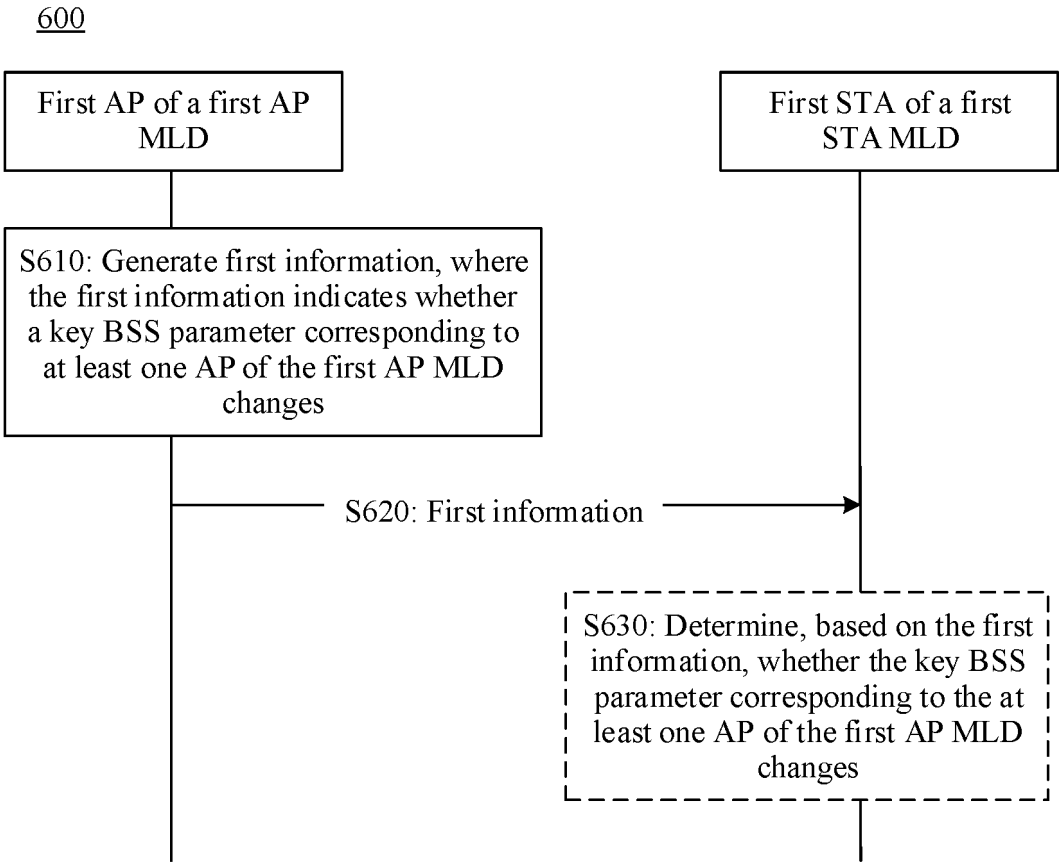 600
First AP of a first AP
MLD
First STA of a first
STA MLD
S610: Generate first information, where
the first information indicates whether
a key BSS parameter corresponding to
at least one AP of the first AP MLD
changes
S620: First information
S630: Determine, based on the first
information, whether the key BSS
parameter corresponding to the at
least one AP of the first AP MLD
changes